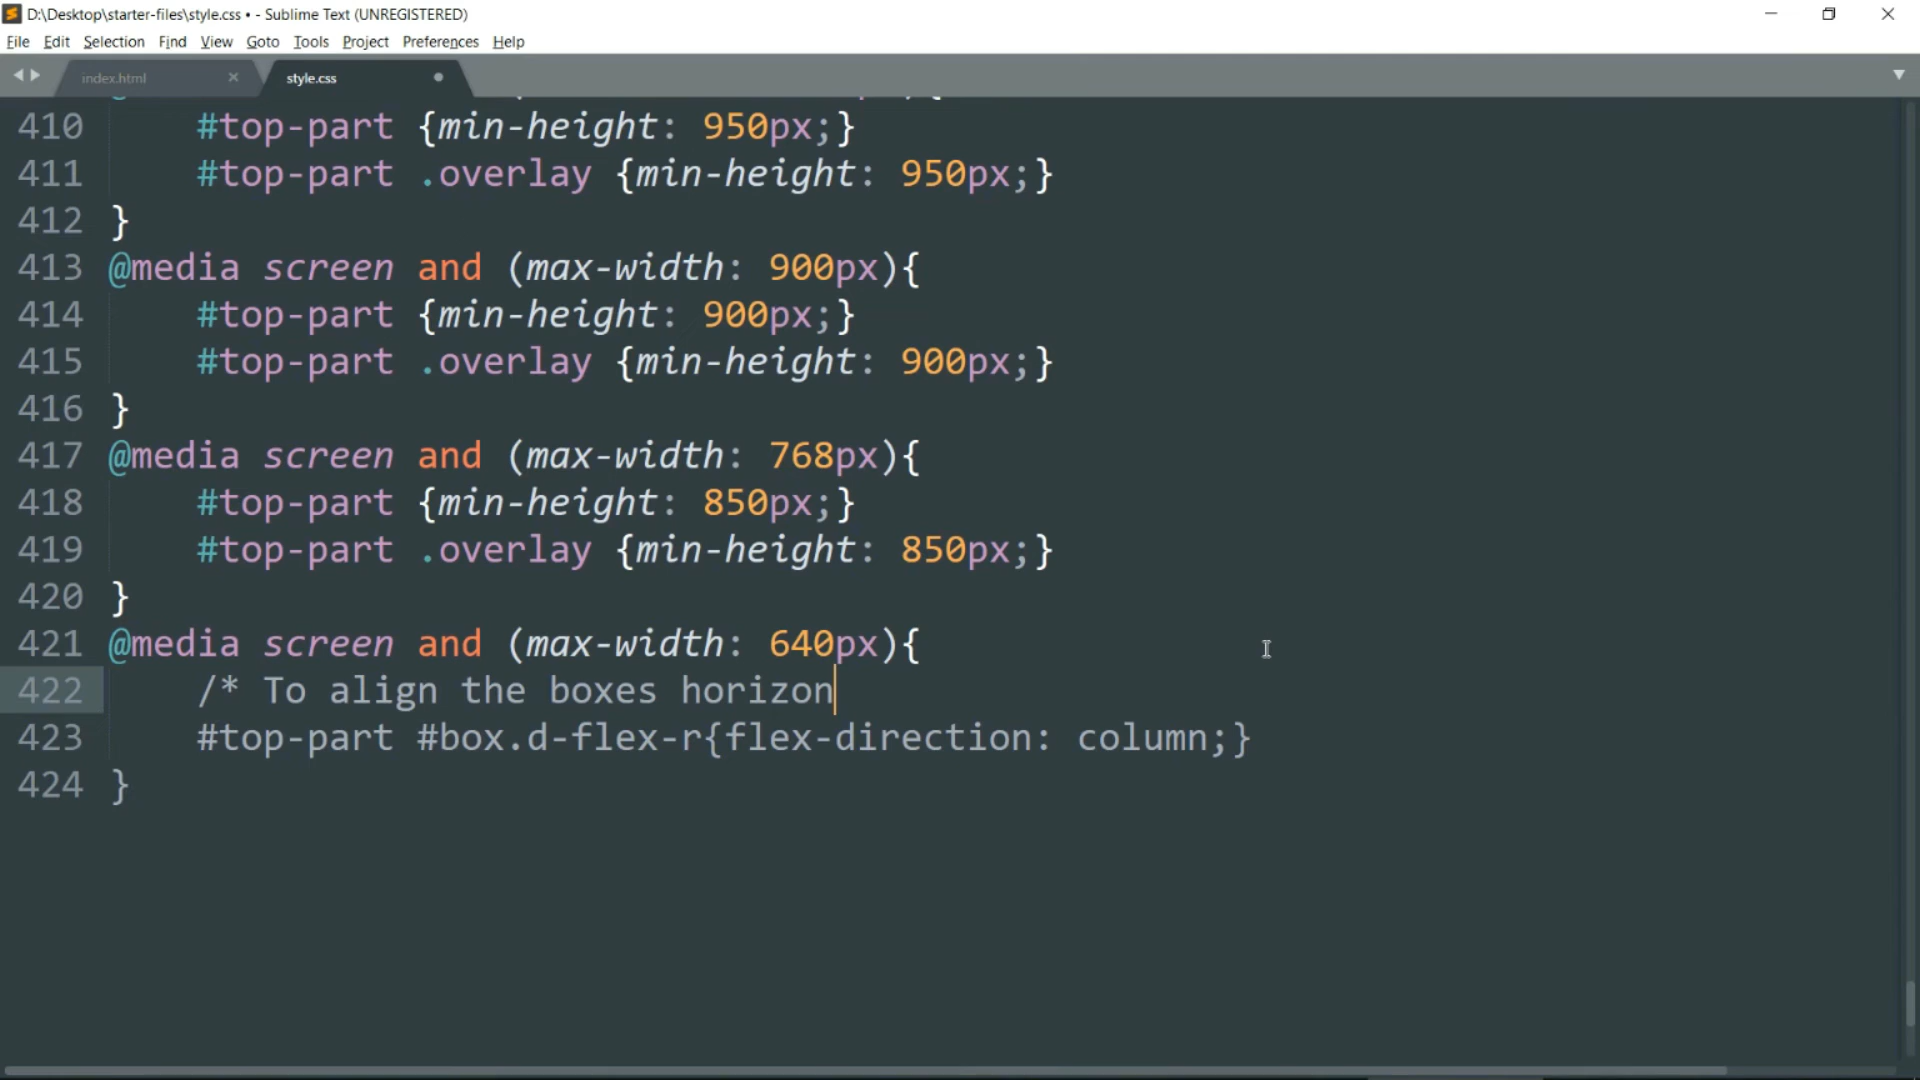 D:\Desktop\starter-files\style.css • - Sublime Text (UNREGISTERED)
File Edit Selection Find View Goto Tools Project Preferences Help
index.html style.css
410 #top-part {min-height: 950px;}
411 #top-part .overlay {min-height: 950px;}
412 }
413 @media screen and (max-width: 900px){
414 #top-part {min-height: 900px;}
415 #top-part .overlay {min-height: 900px;}
416 }
417 @media screen and (max-width: 768px){
418 #top-part {min-height: 850px;}
419 #top-part .overlay {min-height: 850px;}
420 }
421 @media screen and (max-width: 640px){
422 /* To align the boxes horizon
423 #top-part #box.d-flex-r{flex-direction: column;}
424 }